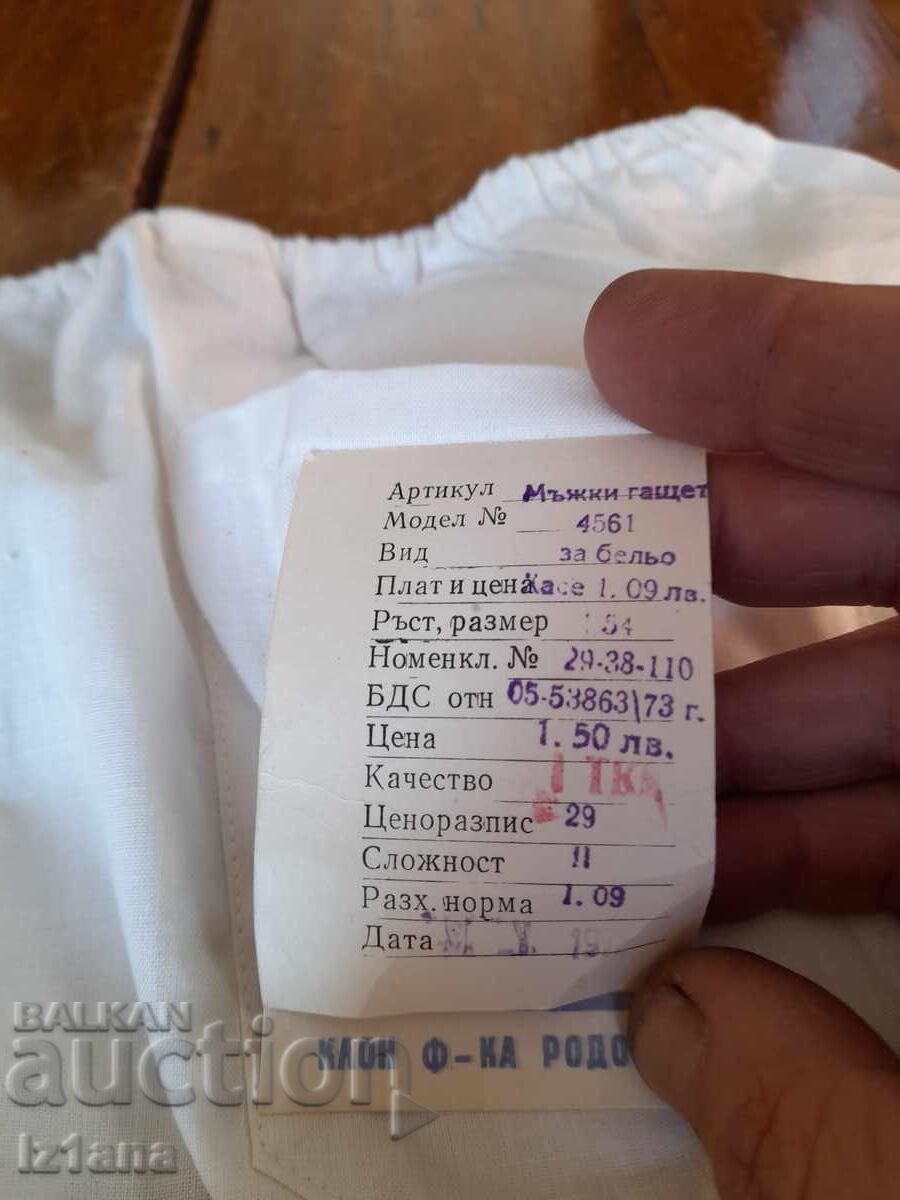 Артикул Мъжки гащет
Модел № 4561
Вид за бельо
Плат и цена Хасе 1.09 лв.
Ръст, размер 54
Номенкл. № 29-38-110
БДС отн 05-53863\73 г.
Цена 1.50 лв.
Качество I ТКК
Ценоразпис 29
Сложност II
Разх. норма 1.09
Дата 19
Ф-КА РОДО
BALKAN
auction
iz1ana